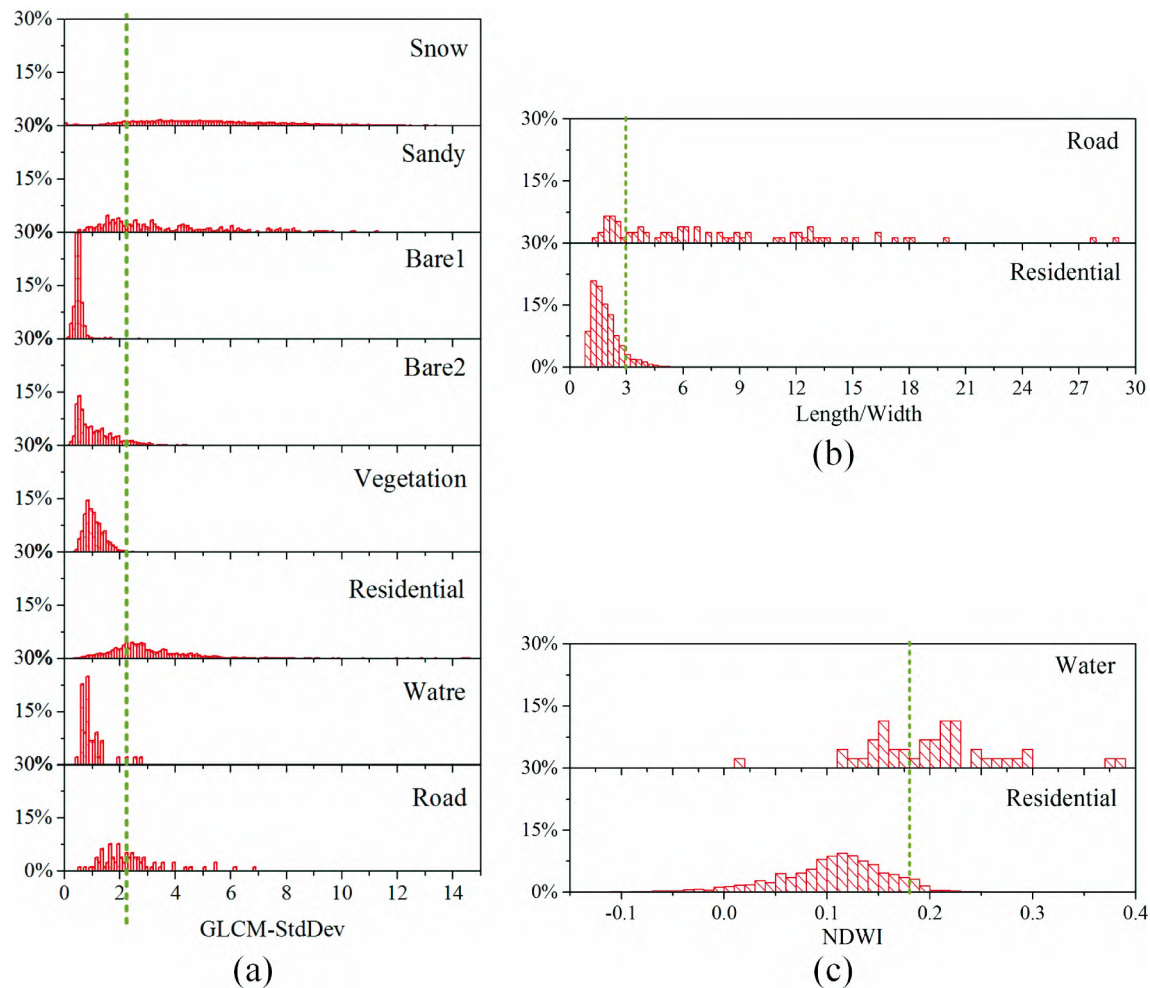 30%
15%
Snow
30%
15%
Sandy
30%
15%
Bare1
30%
15%
Bare2
30%
15%
Vegetation
30%
15%
Residential
30%
15%
Watre
30%
15%
Road
0%
0 2 4 6 8 10 12 14
GLCM-StdDev
(a)
30%
15%
Road
30%
15%
Residential
0%
0 3 6 9 12 15 18 21 24 27 30
Length/Width
(b)
30%
15%
Water
30%
15%
Residential
0%
-0.1 0.0 0.1 0.2 0.3 0.4
NDWI
(c)